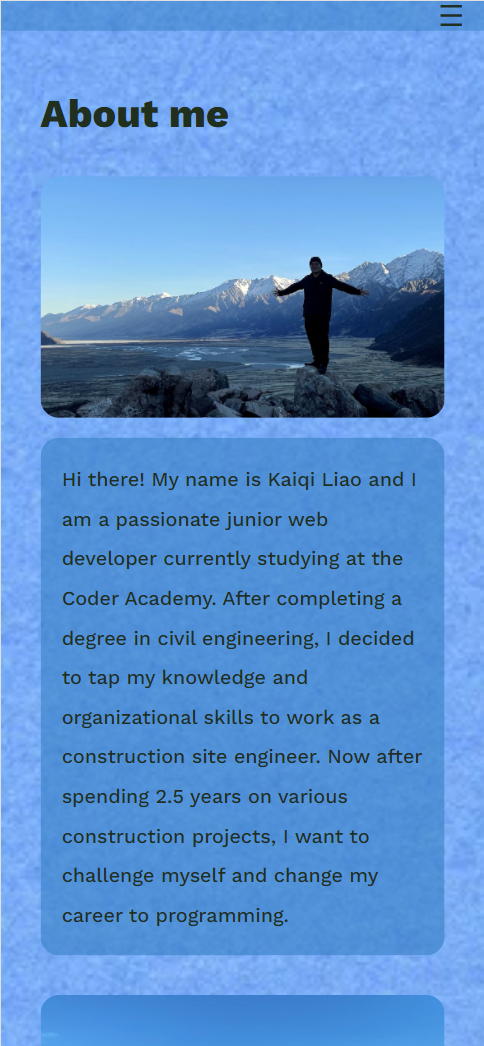 About me
Hi there! My name is Kaiqi Liao and I
am a passionate junior web
developer currently studying at the
Coder Academy. After completing a
degree in civil engineering, I decided
to tap my knowledge and
organizational skills to work as a
construction site engineer. Now after
spending 2.5 years on various
construction projects, I want to
challenge myself and change my
career to programming.